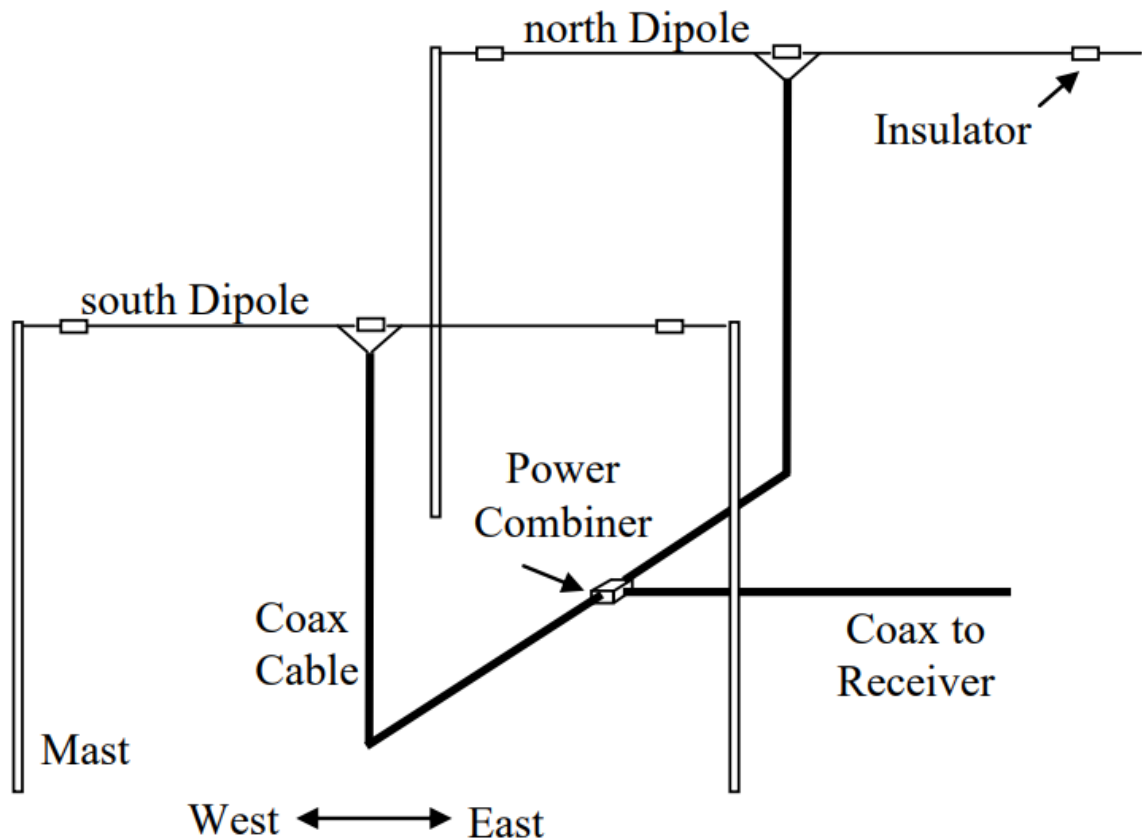 north Dipole
Insulator
south Dipole
Power
Combiner
Coax
Cable
Coax to
Receiver
Mast
West
East